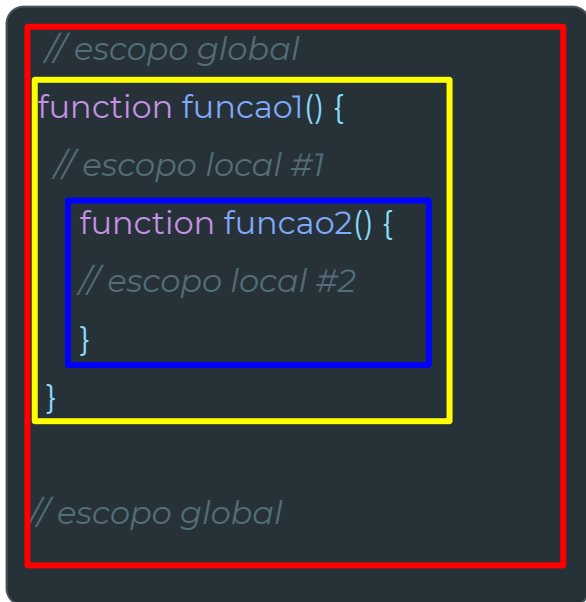 // escopo global
function funcao1() {
// escopo local #1
function funcao2() {
// escopo local #2
}
}
// escopo global